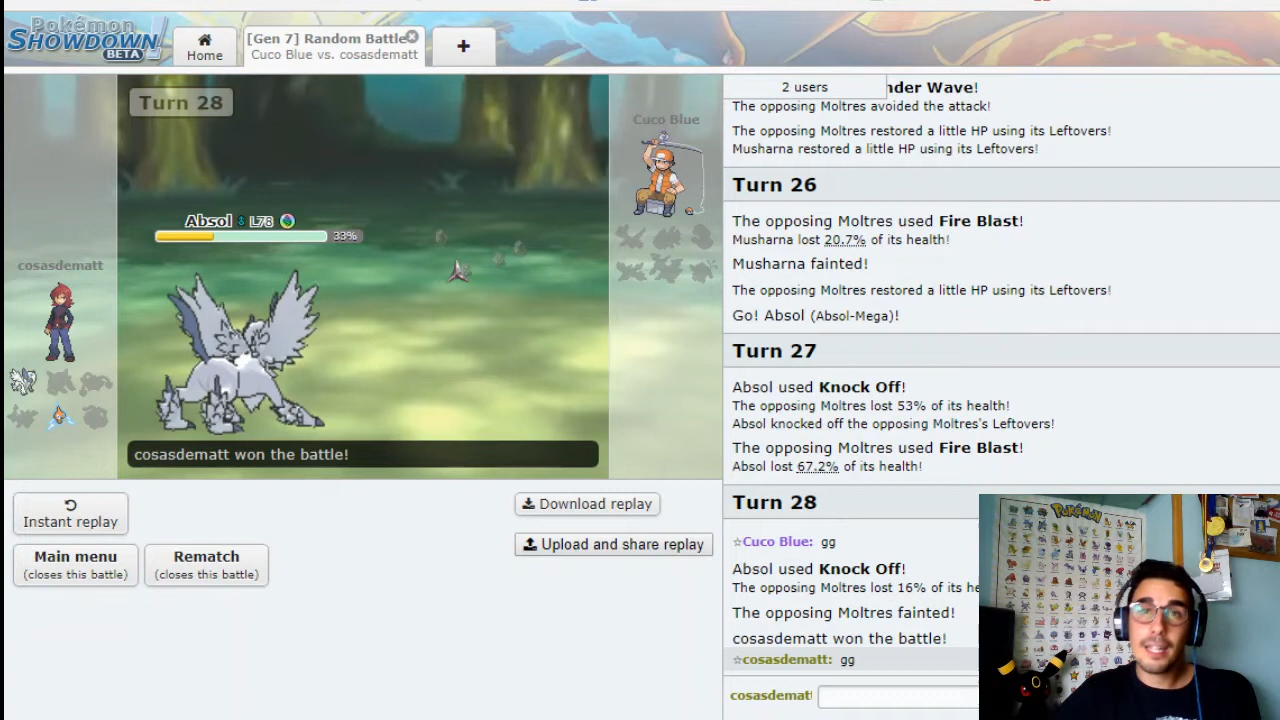 Pokémon
SHOWDOWN
BETA
Home
[Gen 7] Random Battle
Cuco Blue vs. cosasdematt
+
Turn 28
Absol L78
33%
cosasdematt
Cuco Blue
cosasdematt won the battle!
Instant replay
Download replay
Upload and share replay
Main menu
(closes this battle)
Rematch
(closes this battle)
2 users
nder Wave!
The opposing Moltres avoided the attack!
The opposing Moltres restored a little HP using its Leftovers!
Musharna restored a little HP using its Leftovers!
Turn 26
The opposing Moltres used Fire Blast!
Musharna lost 20.7% of its health!
Musharna fainted!
The opposing Moltres restored a little HP using its Leftovers!
Go! Absol (Absol-Mega)!
Turn 27
Absol used Knock Off!
The opposing Moltres lost 53% of its health!
Absol knocked off the opposing Moltres's Leftovers!
The opposing Moltres used Fire Blast!
Absol lost 67.2% of its health!
Turn 28
☆Cuco Blue: gg
Absol used Knock Off!
The opposing Moltres lost 16% of its he
The opposing Moltres fainted!
cosasdematt won the battle!
☆cosasdematt: gg
cosasdemat
Pokémon